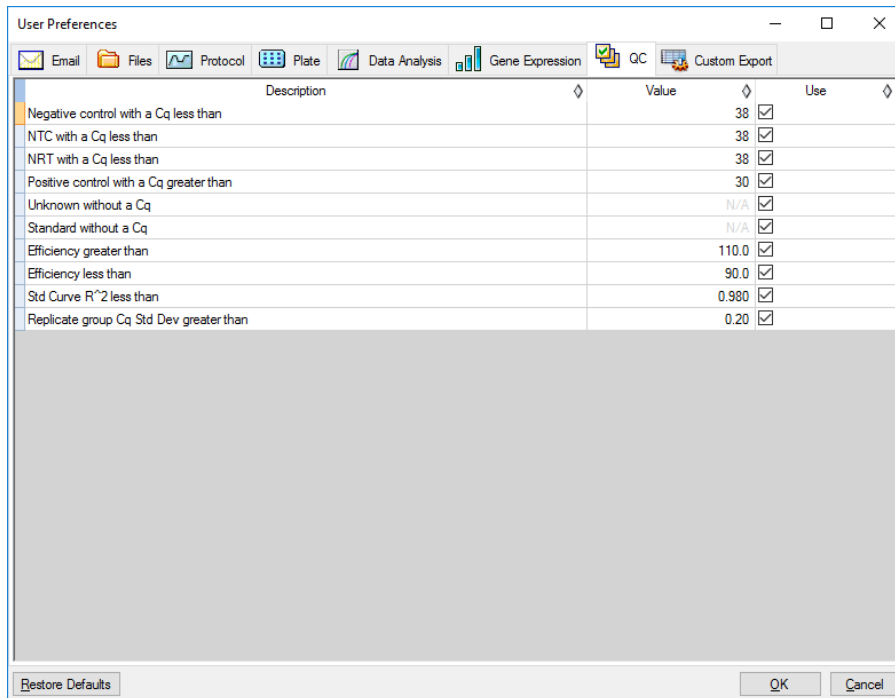 User Preferences
Email Files Protocol Plate Data Analysis Gene Expression QC Custom Export
Description Value Use
Negative control with a Cq less than 38
NTC with a Cq less than 38
NRT with a Cq less than 38
Positive control with a Cq greater than 30
Unknown without a Cq N/A
Standard without a Cq N/A
Efficiency greater than 110.0
Efficiency less than 90.0
Std Curve R^2 less than 0.980
Replicate group Cq Std Dev greater than 0.20
Restore Defaults OK Cancel